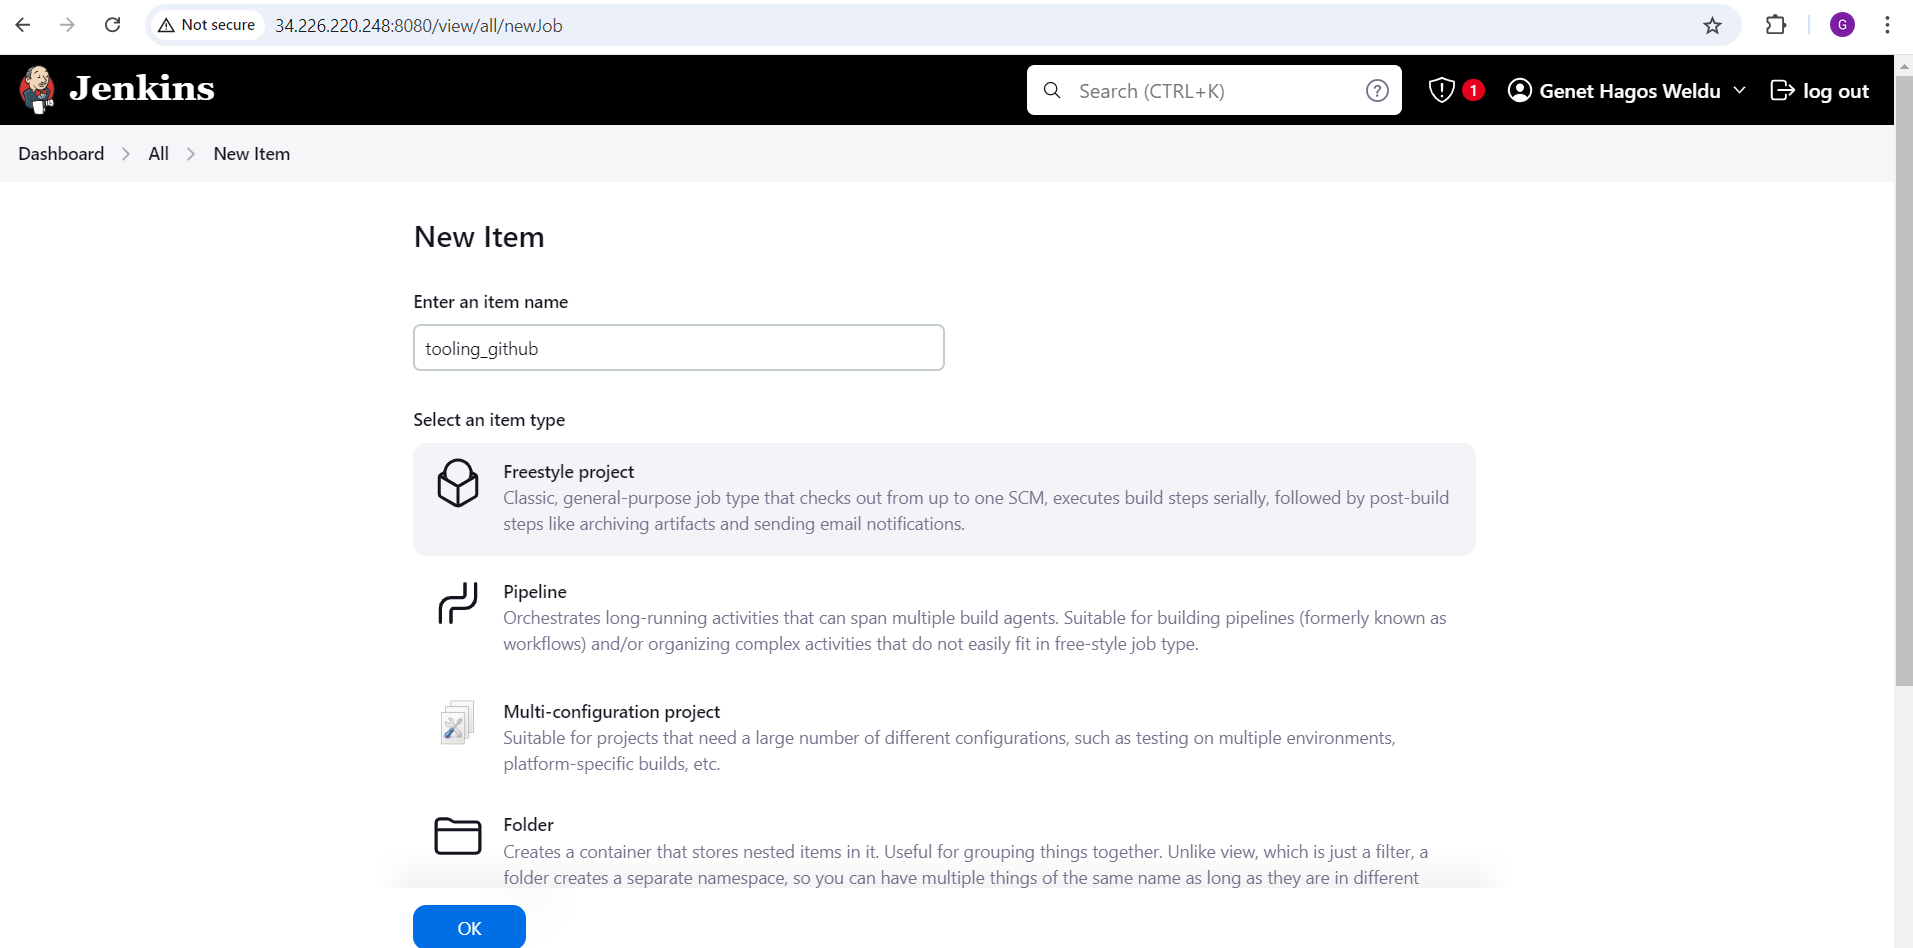 Not secure 34.226.220.248:8080/view/all/newJob G
Jenkins Search (CTRL+K) ? 1 Genet Hagos Weldu log out
Dashboard All New Item
New Item
Enter an item name
tooling_github
Select an item type
Freestyle project
Classic, general-purpose job type that checks out from up to one SCM, executes build steps serially, followed by post-build
steps like archiving artifacts and sending email notifications.
Pipeline
Orchestrates long-running activities that can span multiple build agents. Suitable for building pipelines (formerly known as
workflows) and/or organizing complex activities that do not easily fit in free-style job type.
Multi-configuration project
Suitable for projects that need a large number of different configurations, such as testing on multiple environments,
platform-specific builds, etc.
Folder
Creates a container that stores nested items in it. Useful for grouping things together. Unlike view, which is just a filter, a
folder creates a separate namespace, so you can have multiple things of the same name as long as they are in different
OK